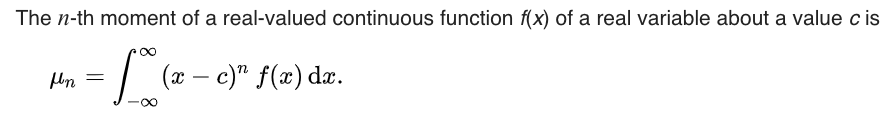 The n-th moment of a real-valued continuous function f(x) of a real variable about a value c is
μₙ = ∫_{-∞}^{∞} (x − c)ⁿ f(x) dx.